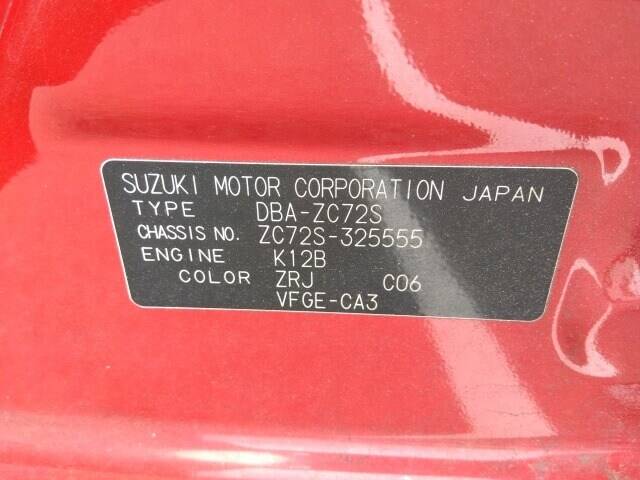 SUZUKI MOTOR CORPORATION JAPAN
TYPE DBA-ZC72S
CHASSIS NO. ZC72S-325555
ENGINE K12B
COLOR ZRJ C06
VFGE-CA3